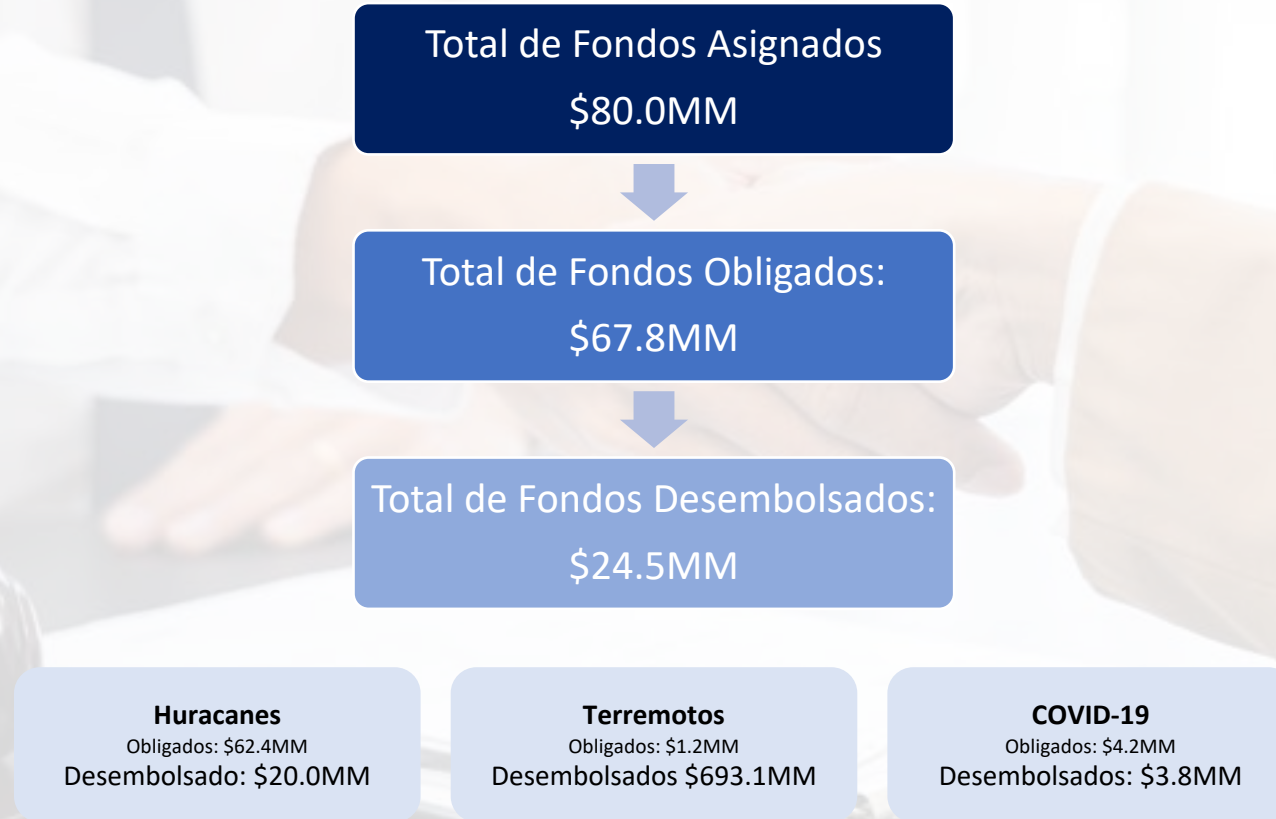 Total de Fondos Asignados
$80.0MM
Total de Fondos Obligados:
$67.8MM
Total de Fondos Desembolsados:
$24.5MM
Huracanes
Obligados: $62.4MM
Desembolsado: $20.0MM
Terremotos
Obligados: $1.2MM
Desembolsados $693.1MM
COVID-19
Obligados: $4.2MM
Desembolsados: $3.8MM